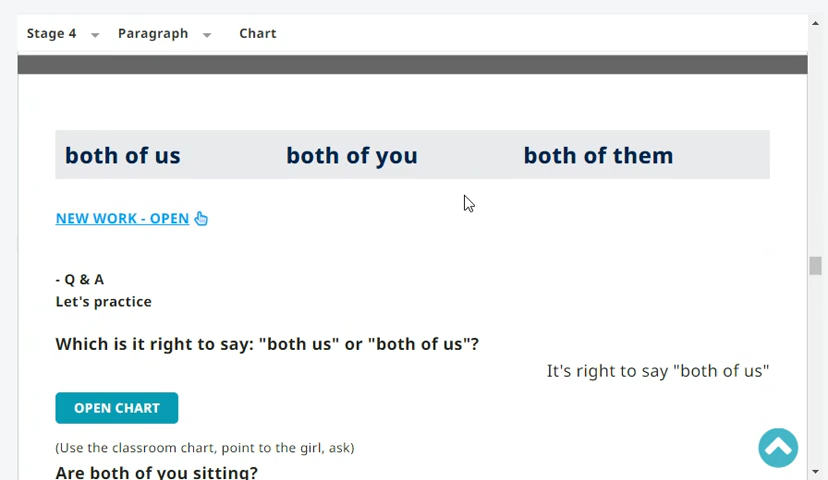 Stage 4 Paragraph Chart
both of us both of you both of them
NEW WORK - OPEN
- Q & A
Let's practice
Which is it right to say: "both us" or "both of us"?
It's right to say "both of us"
OPEN CHART
(Use the classroom chart, point to the girl, ask)
Are both of you sitting?